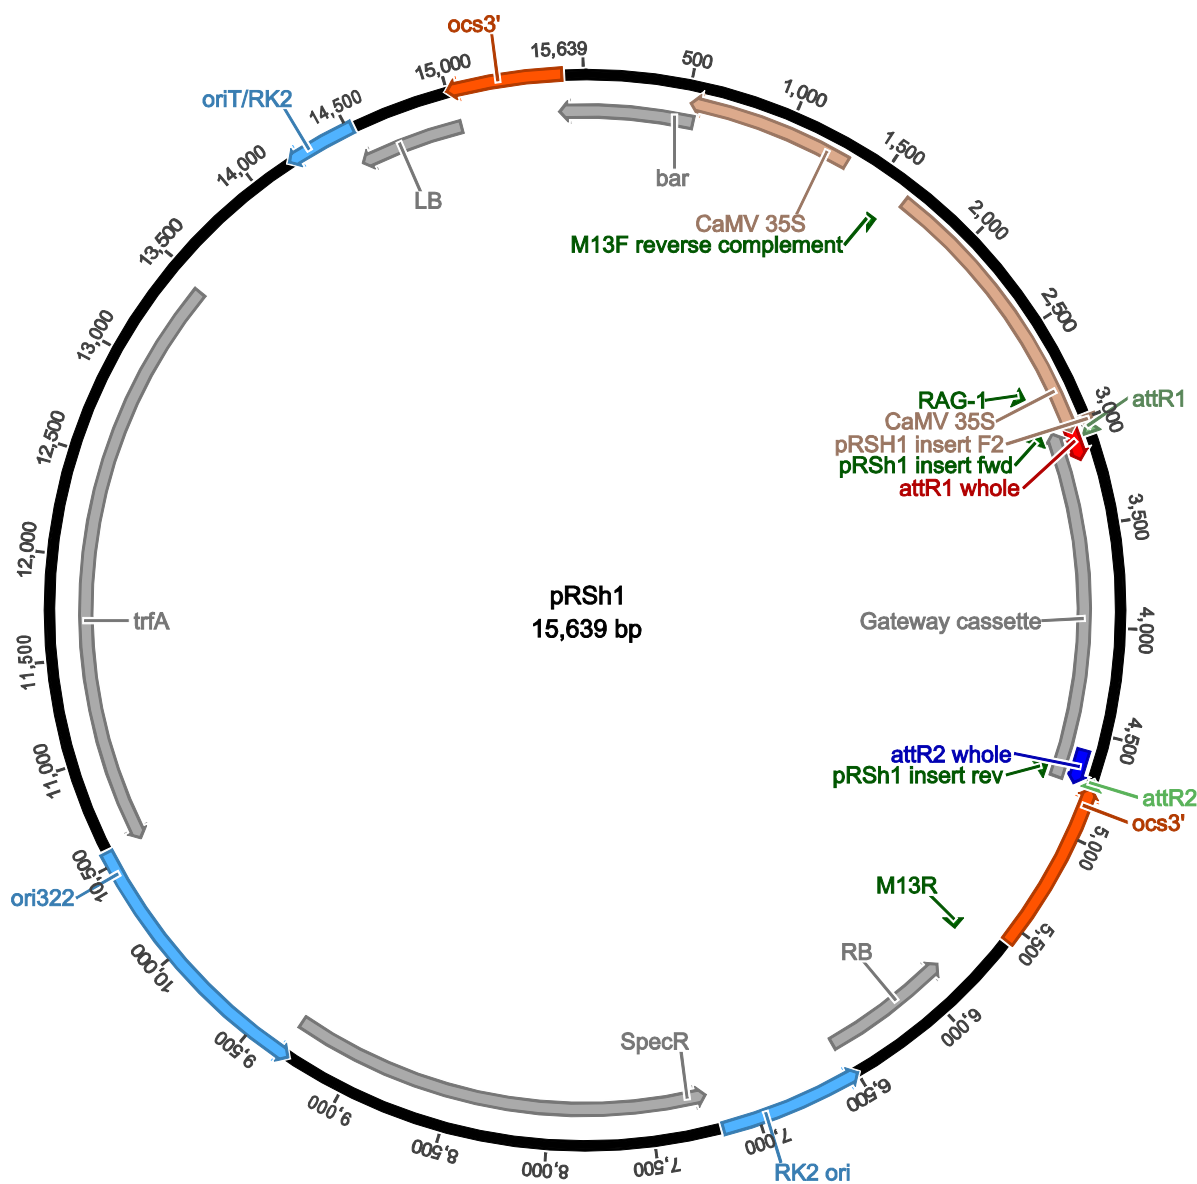 ocs3'
15,639
500
1,000
1,500
2,000
2,500
3,000
3,500
4,000
4,500
5,000
5,500
6,000
6,500
7,000
7,500
8,000
8,500
9,000
9,500
10,000
10,500
11,000
11,500
12,000
12,500
13,000
13,500
14,000
14,500
15,000
oriT/RK2
LB
bar
CaMV 35S
M13F reverse complement
RAG-1
attR1
CaMV 35S
pRSH1 insert F2
pRSh1 insert fwd
attR1 whole
pRSh1
15,639 bp
trfA
Gateway cassette
attR2 whole
pRSh1 insert rev
attR2
ocs3'
M13R
ori322
RB
SpecR
RK2 ori